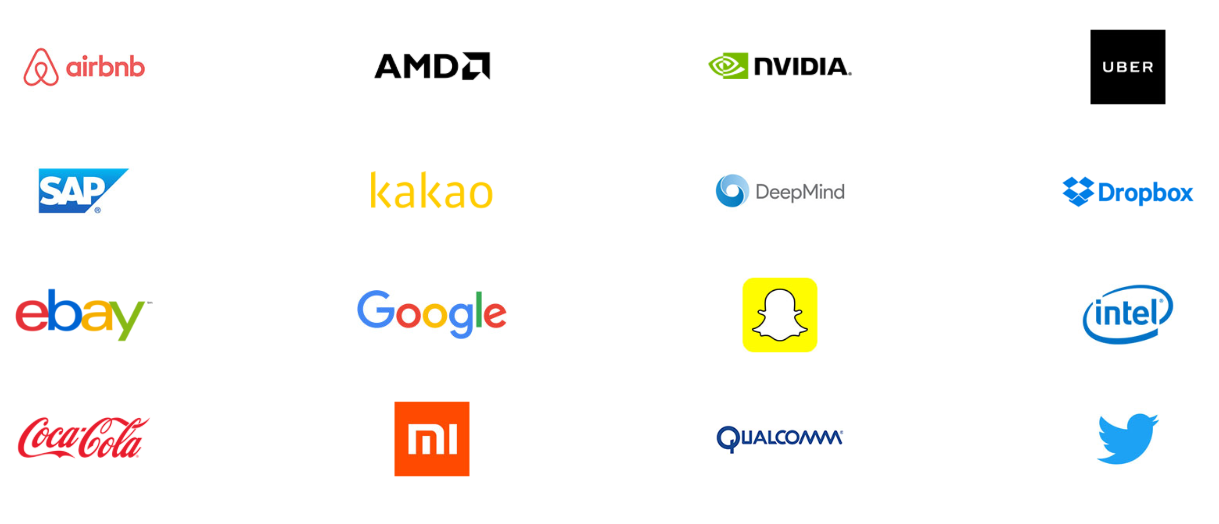 airbnb
AMD
NVIDIA.
UBER
SAP
kakao
DeepMind
Dropbox
ebay
Google
intel
Coca-Cola
mi
QUALCOMM